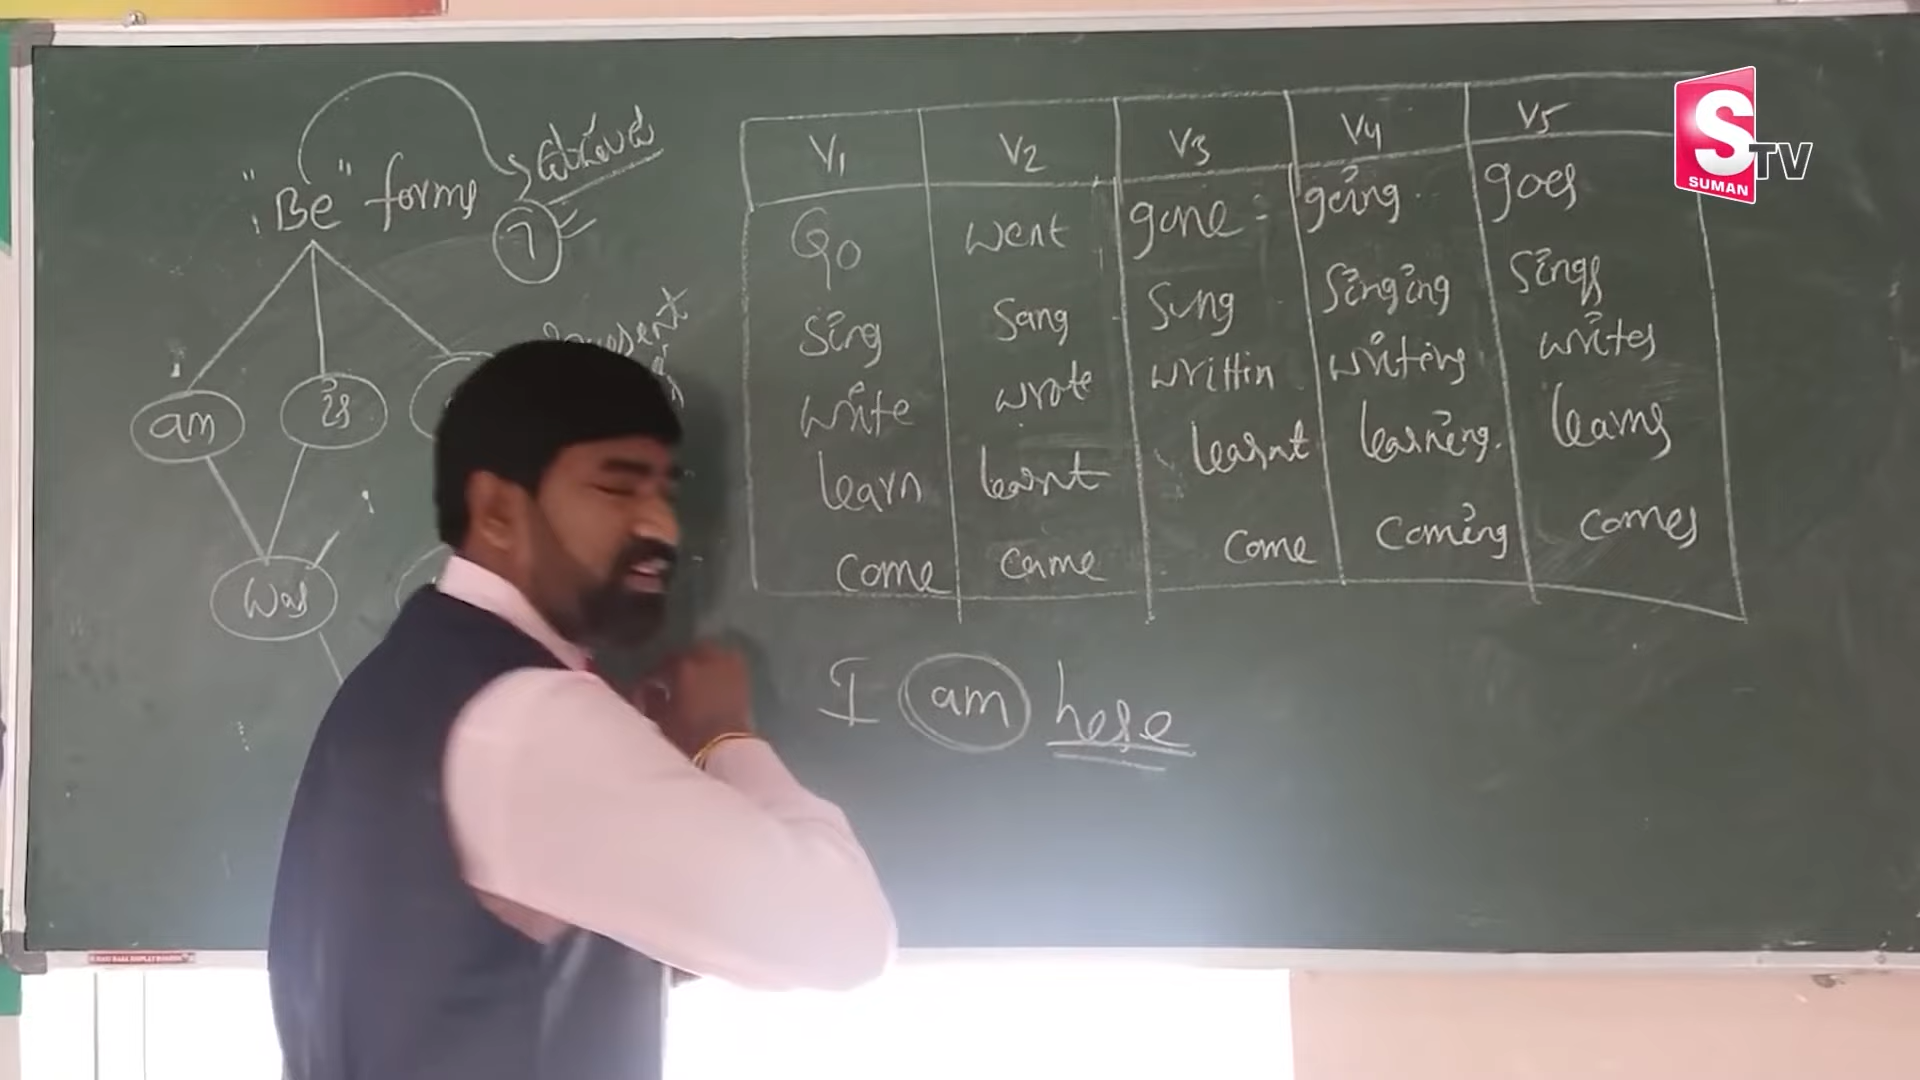 "Be" forms
7
am is
was
V1 V2 V3 V4 V5
Go went gone going goes
Sing Sang Sung Singing Sings
write wrote writtin writing writes
learn learnt learnt learning. learns
come came come coming comes
I am here
S TV
SUMAN